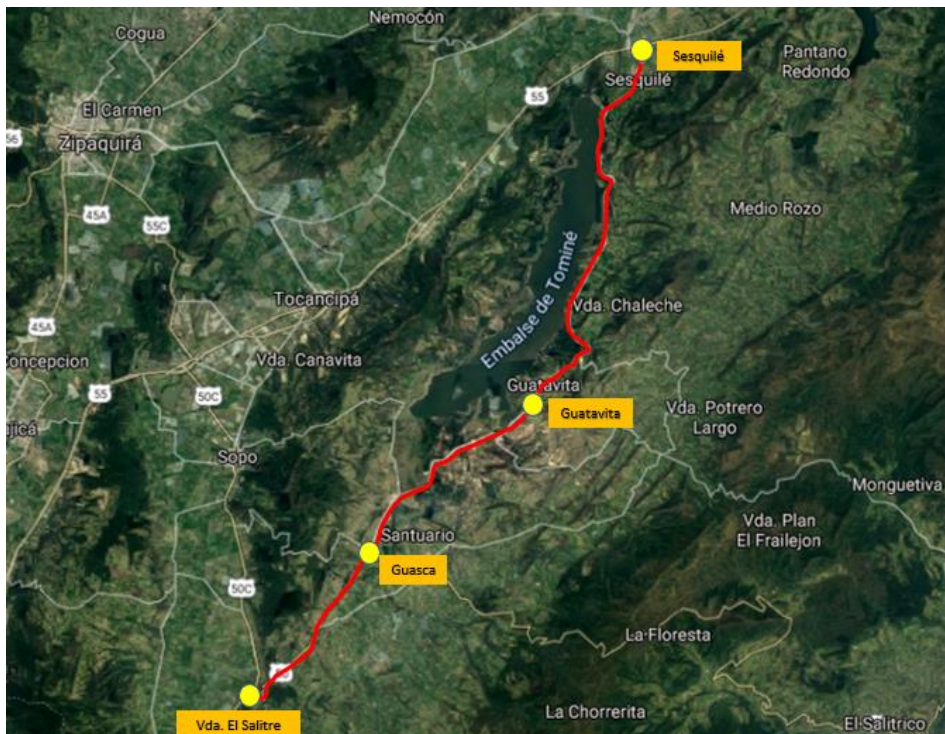 Nemocón
Cogua
Sesquilé
Pantano
Redondo
Sesquilé
55
El Carmen
56
Zipaquirá
45A
55C
Medio Rozo
Embalse de Tominé
Tocancipá
Vda. Chaleche
45A
Concepcion
Vda. Canavita
55
50C
Guatavita
Guatavita
Vda. Potrero
Largo
jicá
Sopo
Monguetiva
Santuario
Vda. Plan
El Frailejon
Guasca
50C
La Floresta
Vda. El Salitre
La Chorrerita
El Salitrico